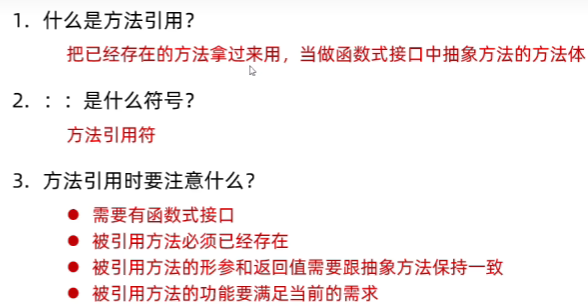 1. 什么是方法引用？
把已经存在的方法拿过来用，当做函数式接口中抽象方法的方法体
2. ：：是什么符号？
方法引用符
3. 方法引用时要注意什么？
● 需要有函数式接口
● 被引用方法必须已经存在
● 被引用方法的形参和返回值需要跟抽象方法保持一致
● 被引用方法的功能要满足当前的需求